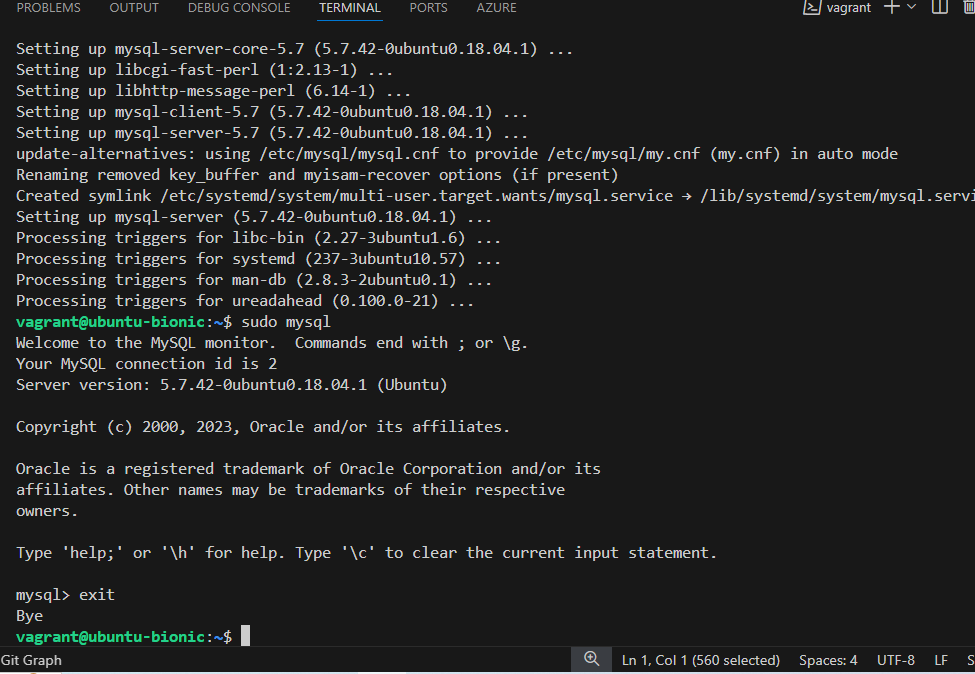 PROBLEMS OUTPUT DEBUG CONSOLE TERMINAL PORTS AZURE vagrant
Setting up mysql-server-core-5.7 (5.7.42-0ubuntu0.18.04.1) ...
Setting up libcgi-fast-perl (1:2.13-1) ...
Setting up libhttp-message-perl (6.14-1) ...
Setting up mysql-client-5.7 (5.7.42-0ubuntu0.18.04.1) ...
Setting up mysql-server-5.7 (5.7.42-0ubuntu0.18.04.1) ...
update-alternatives: using /etc/mysql/mysql.cnf to provide /etc/mysql/my.cnf (my.cnf) in auto mode
Renaming removed key_buffer and myisam-recover options (if present)
Created symlink /etc/systemd/system/multi-user.target.wants/mysql.service → /lib/systemd/system/mysql.servi
Setting up mysql-server (5.7.42-0ubuntu0.18.04.1) ...
Processing triggers for libc-bin (2.27-3ubuntu1.6) ...
Processing triggers for systemd (237-3ubuntu10.57) ...
Processing triggers for man-db (2.8.3-2ubuntu0.1) ...
Processing triggers for ureadahead (0.100.0-21) ...
vagrant@ubuntu-bionic:~$ sudo mysql
Welcome to the MySQL monitor.  Commands end with ; or \g.
Your MySQL connection id is 2
Server version: 5.7.42-0ubuntu0.18.04.1 (Ubuntu)
Copyright (c) 2000, 2023, Oracle and/or its affiliates.
Oracle is a registered trademark of Oracle Corporation and/or its
affiliates. Other names may be trademarks of their respective
owners.
Type 'help;' or '\h' for help. Type '\c' to clear the current input statement.
mysql> exit
Bye
vagrant@ubuntu-bionic:~$
Git Graph Ln 1, Col 1 (560 selected) Spaces: 4 UTF-8 LF S